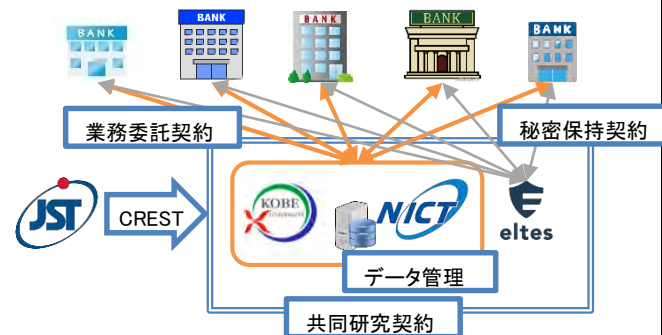 BANK
BANK
BANK
BANK
BANK
業務委託契約
秘密保持契約
JST
CREST
KOBE
UNIVERSITY
NICT
eltes
データ管理
共同研究契約